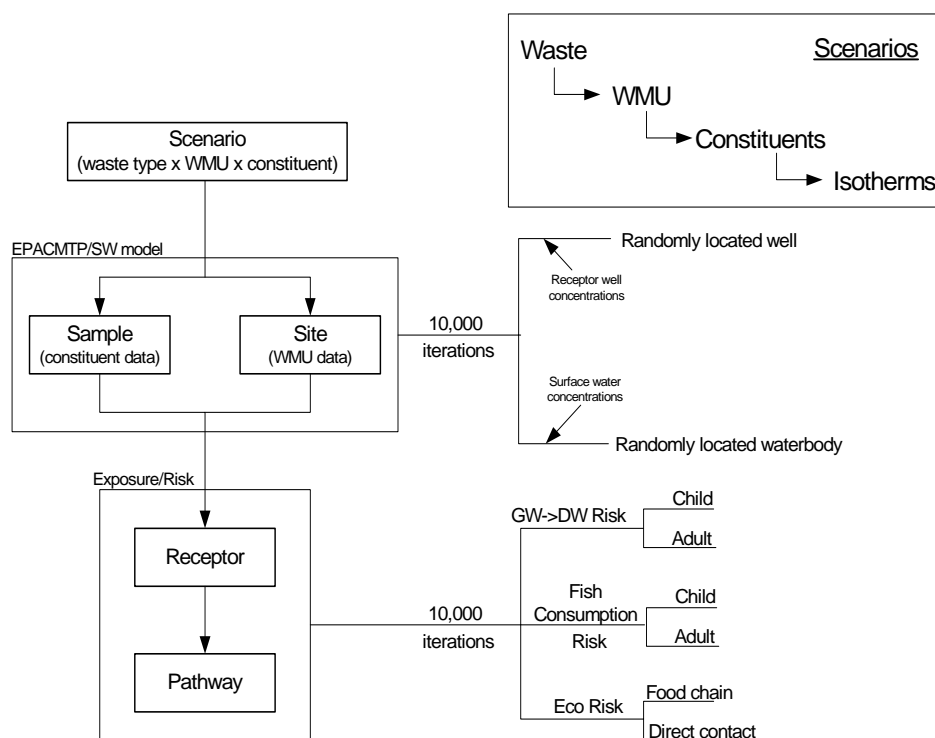 Scenarios
Waste
WMU
Constituents
Isotherms
Scenario
(waste type x WMU x constituent)
EPACMTP/SW model
Sample
(constituent data)
Site
(WMU data)
10,000
iterations
Randomly located well
Receptor well
concentrations
Surface water
concentrations
Randomly located waterbody
Exposure/Risk
Receptor
Pathway
10,000
iterations
GW->DW Risk
Child
Adult
Fish
Consumption
Risk
Child
Adult
Eco Risk
Food chain
Direct contact